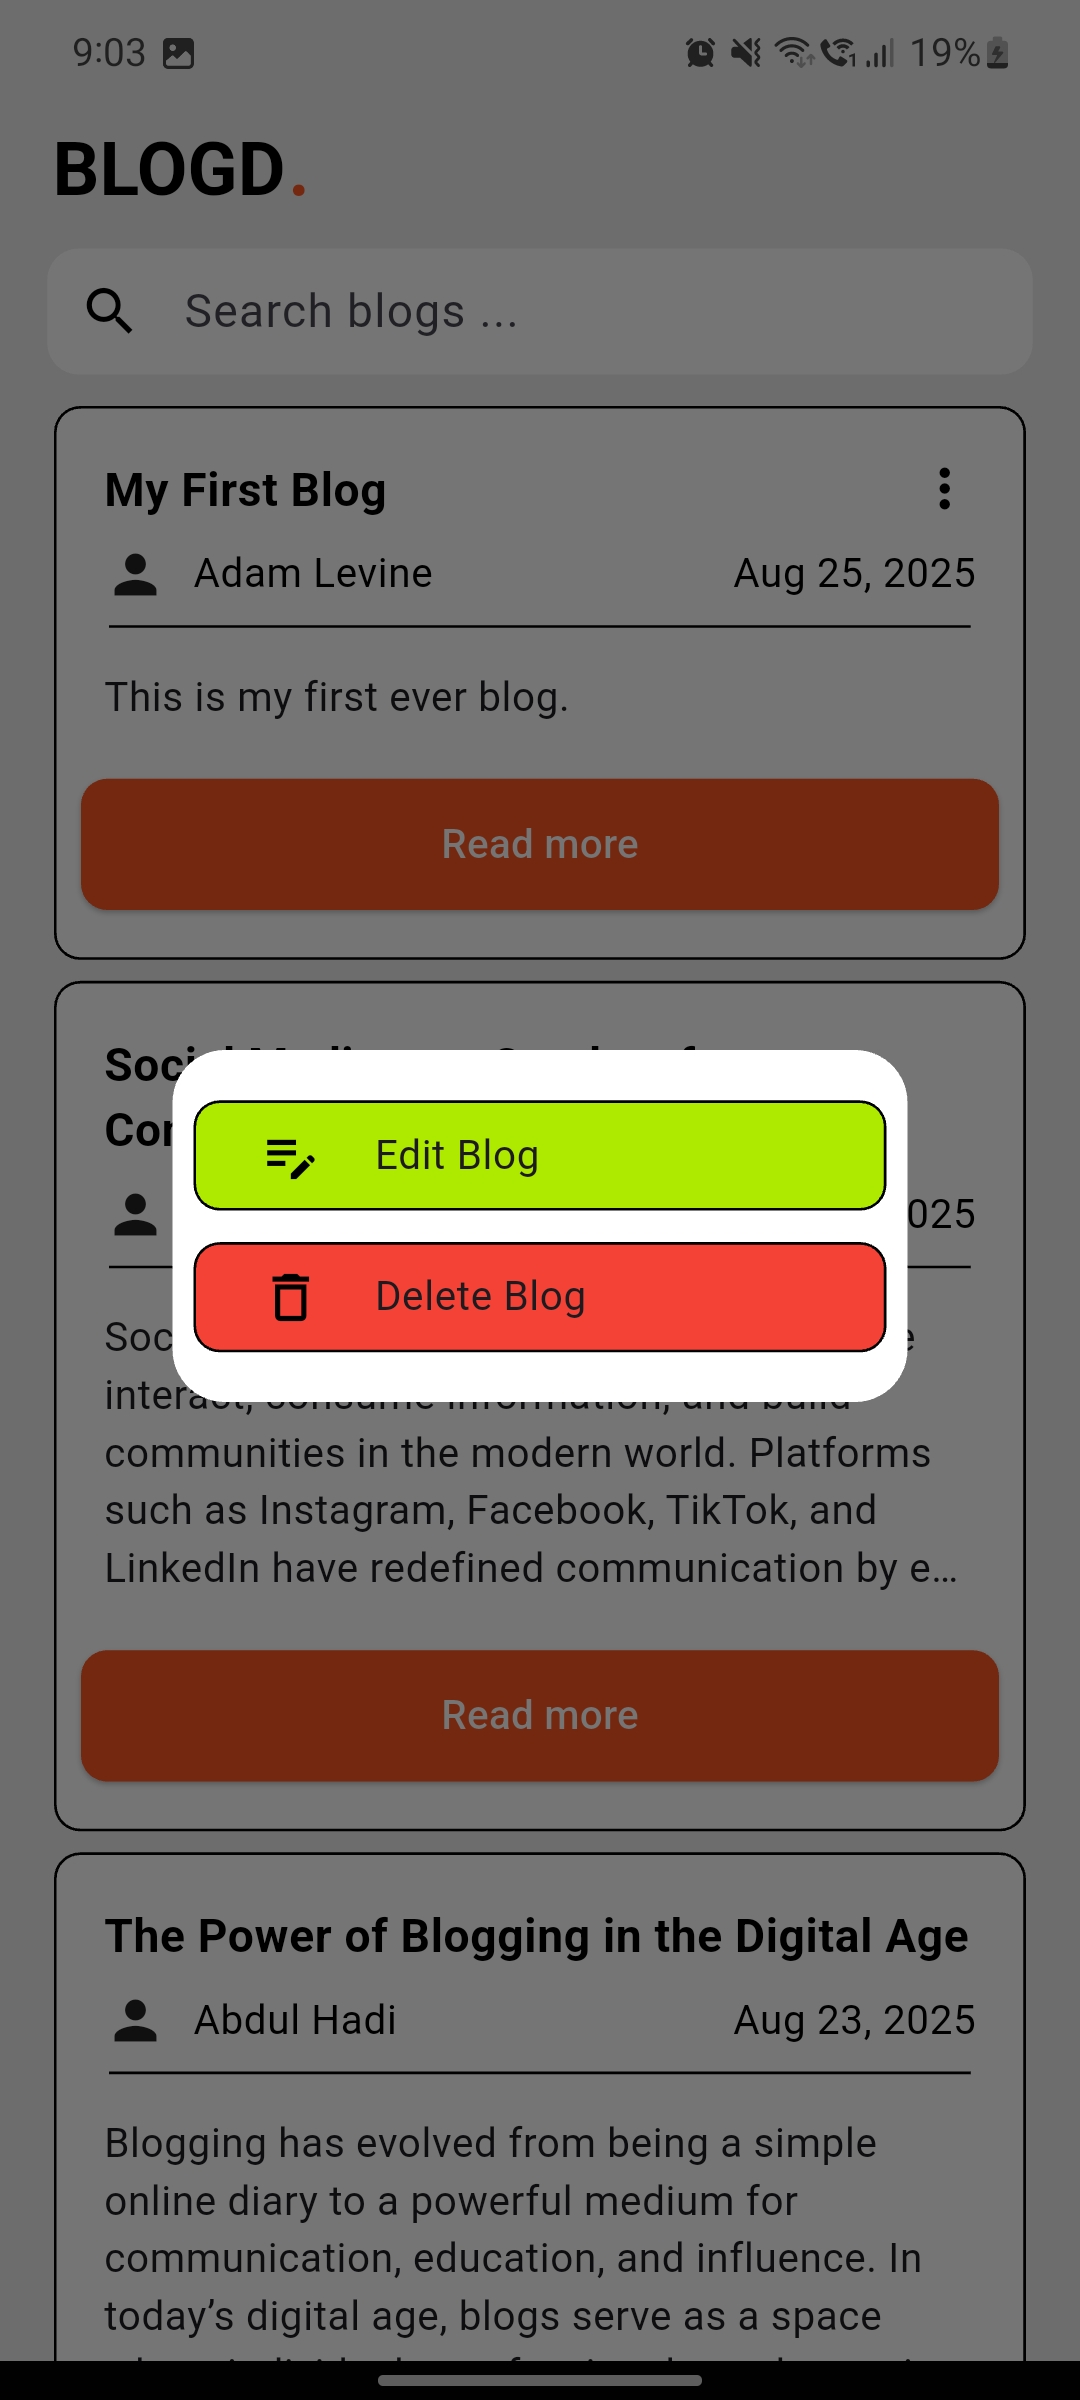 9:03
19%
BLOGD.
Search blogs ...
My First Blog
Adam Levine
Aug 25, 2025
This is my first ever blog.
Read more
Edit Blog
025
Delete Blog
communities in the modern world. Platforms
such as Instagram, Facebook, TikTok, and
LinkedIn have redefined communication by e…
Read more
The Power of Blogging in the Digital Age
Abdul Hadi
Aug 23, 2025
Blogging has evolved from being a simple
online diary to a powerful medium for
communication, education, and influence. In
today’s digital age, blogs serve as a space